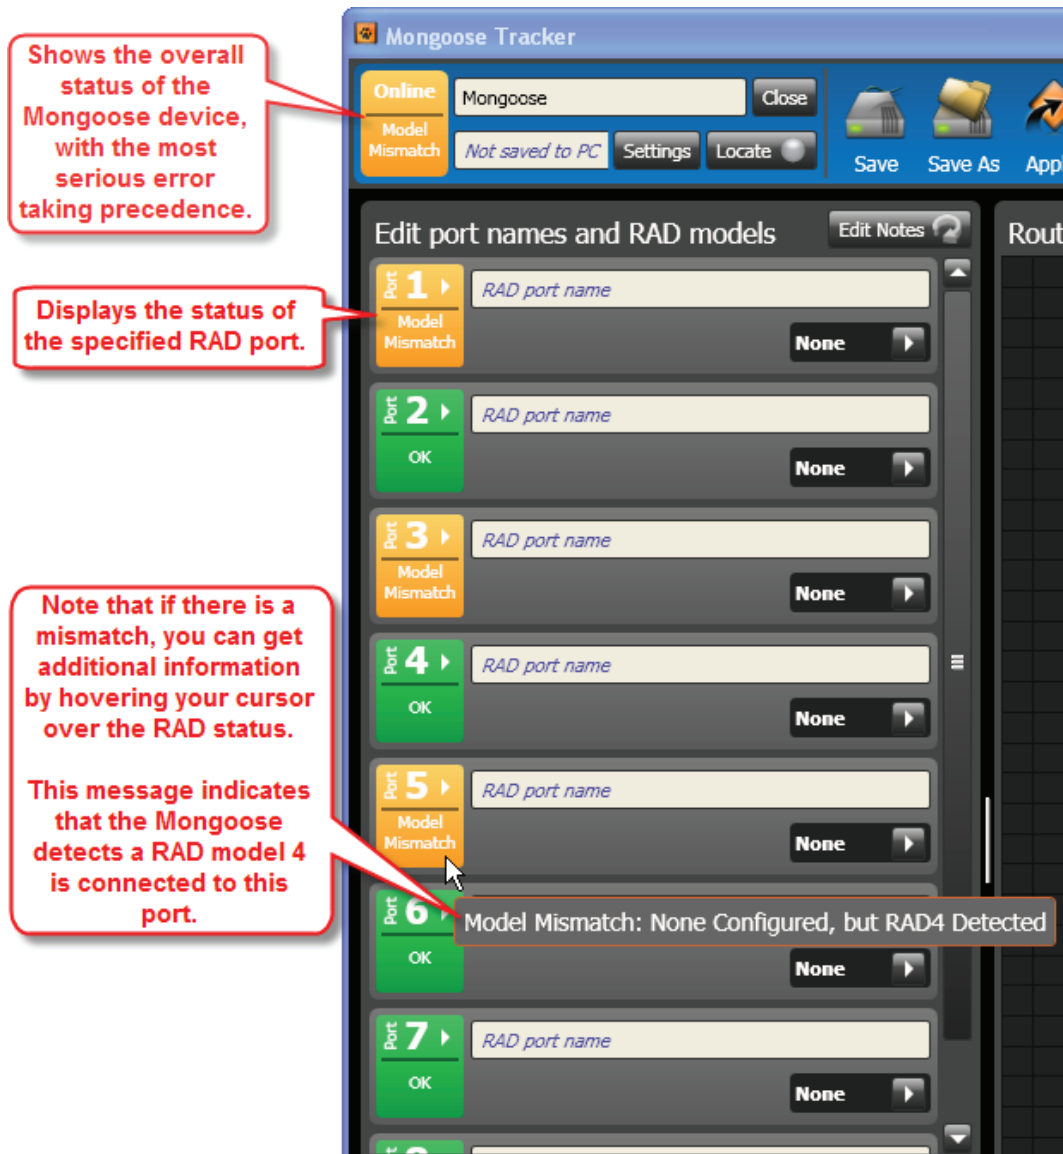 Mongoose Tracker
Shows the overall
status of the
Mongoose device,
with the most
serious error
taking precedence.
Online
Model
Mismatch
Mongoose
Close
Not saved to PC
Settings
Locate
Save
Save As
Appl
Edit port names and RAD models
Edit Notes
Rout
Displays the status of
the specified RAD port.
Port 1
Model
Mismatch
RAD port name
None
Port 2
OK
RAD port name
None
Port 3
Model
Mismatch
RAD port name
None
Note that if there is a
mismatch, you can get
additional information
by hovering your cursor
over the RAD status.
This message indicates
that the Mongoose
detects a RAD model 4
is connected to this
port.
Port 4
OK
RAD port name
None
Port 5
Model
Mismatch
RAD port name
None
Port 6
OK
Model Mismatch: None Configured, but RAD4 Detected
None
Port 7
OK
RAD port name
None